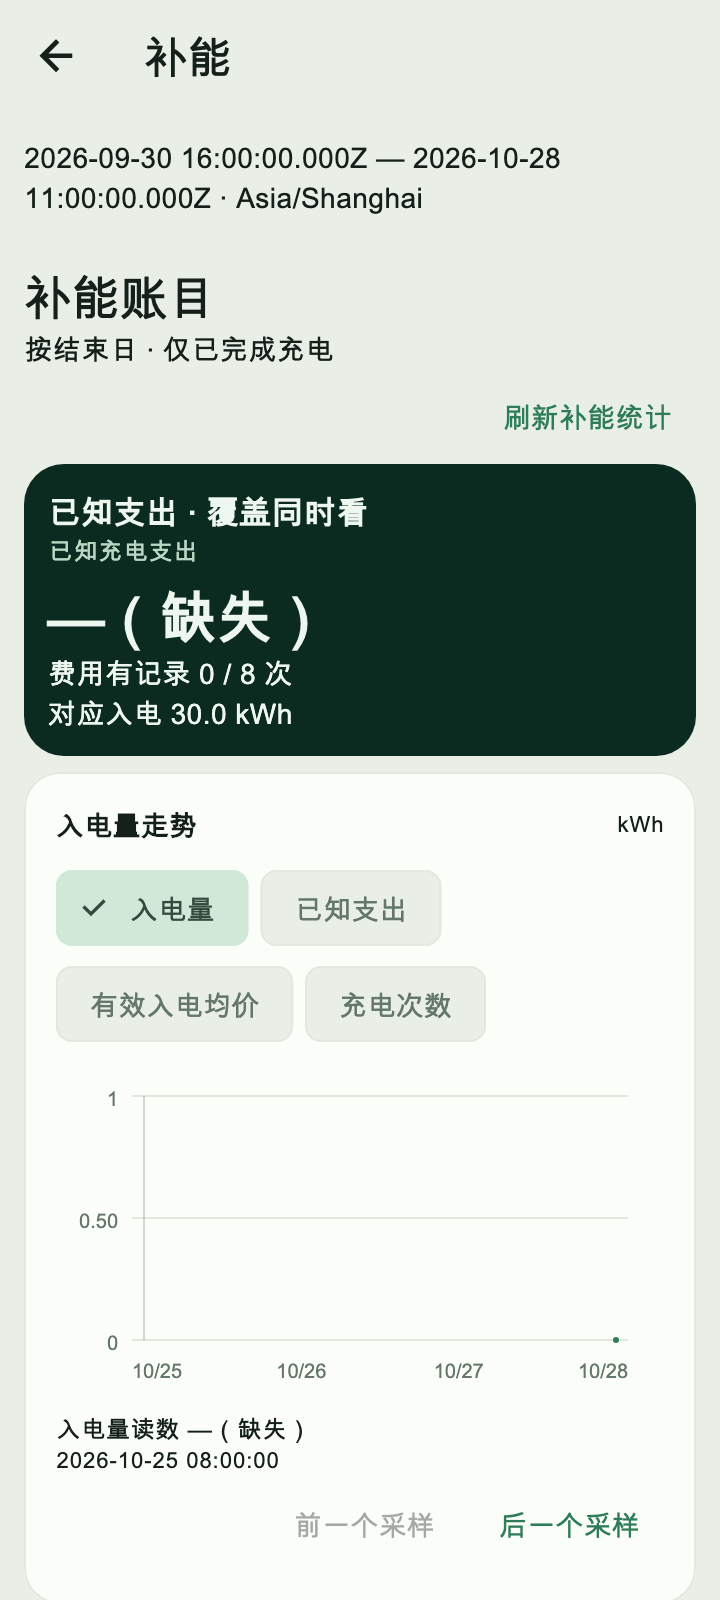 补能
2026-09-30 16:00:00.000Z — 2026-10-28
11:00:00.000Z · Asia/Shanghai
补能账目
按结束日 · 仅已完成充电
刷新补能统计
已知支出 · 覆盖同时看
已知充电支出
—（缺失）
费用有记录 0 / 8 次
对应入电 30.0 kWh
入电量走势
kWh
入电量
已知支出
有效入电均价
充电次数
1
0.50
0
10/25
10/26
10/27
10/28
入电量读数 —（缺失）
2026-10-25 08:00:00
前一个采样
后一个采样